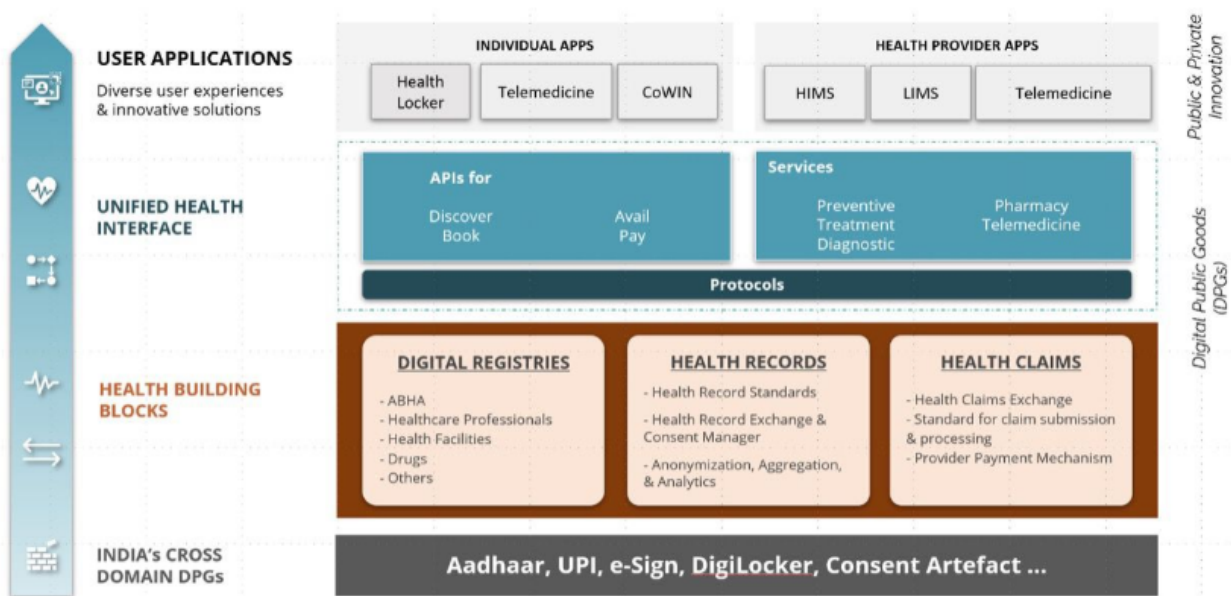 USER APPLICATIONS
Diverse user experiences
& innovative solutions
INDIVIDUAL APPS
Health
Locker
Telemedicine
CoWIN
HEALTH PROVIDER APPS
HIMS
LIMS
Telemedicine
Public & Private
Innovation
UNIFIED HEALTH
INTERFACE
APIs for
Discover
Book
Avail
Pay
Services
Preventive
Treatment
Diagnostic
Pharmacy
Telemedicine
Protocols
Digital Public Goods
(DPGs)
HEALTH BUILDING
BLOCKS
DIGITAL REGISTRIES
- ABHA
- Healthcare Professionals
- Health Facilities
- Drugs
- Others
HEALTH RECORDS
- Health Record Standards
- Health Record Exchange &
Consent Manager
- Anonymization, Aggregation,
& Analytics
HEALTH CLAIMS
- Health Claims Exchange
- Standard for claim submission
& processing
- Provider Payment Mechanism
INDIA's CROSS
DOMAIN DPGs
Aadhaar, UPI, e-Sign, DigiLocker, Consent Artefact ...